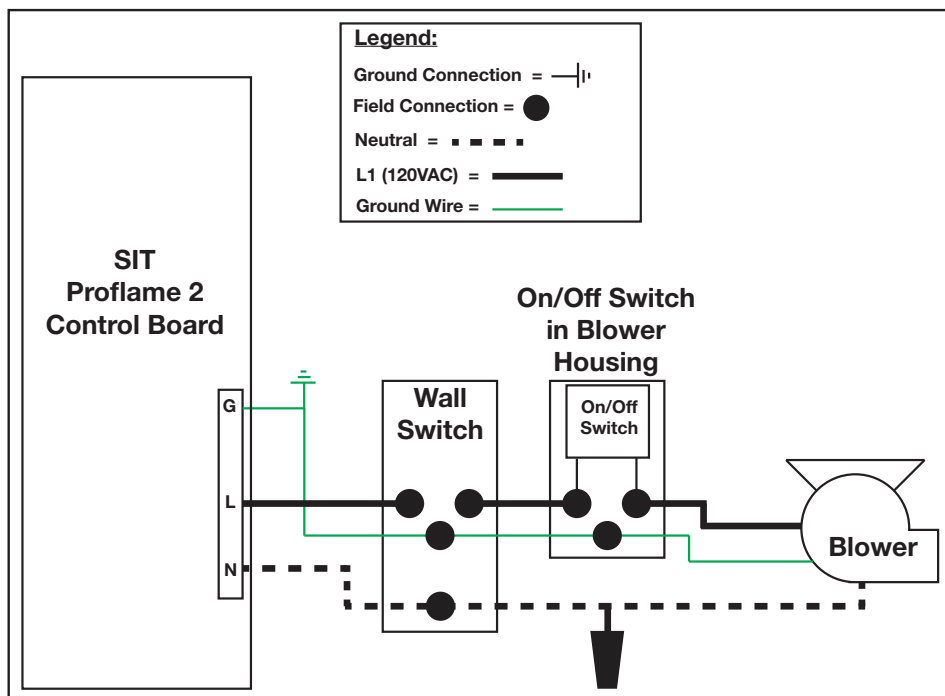 Legend:
Ground Connection =
Field Connection =
Neutral =
L1 (120VAC) =
Ground Wire =
SIT
Proflame 2
Control Board
On/Off Switch
in Blower
Housing
G
L
N
Wall
Switch
On/Off
Switch
Blower